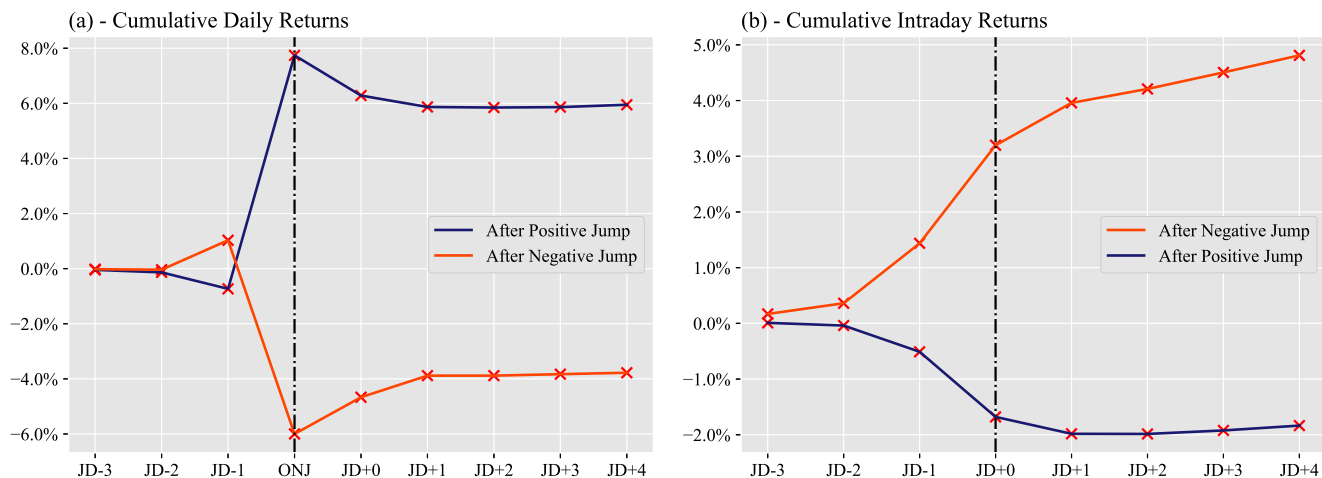 (a) - Cumulative Daily Returns
8.0%
6.0%
4.0%
2.0%
0.0%
−2.0%
−4.0%
−6.0%
After Positive Jump
After Negative Jump
JD-3 JD-2 JD-1 ONJ JD+0 JD+1 JD+2 JD+3 JD+4
(b) - Cumulative Intraday Returns
5.0%
4.0%
3.0%
2.0%
1.0%
0.0%
−1.0%
−2.0%
After Negative Jump
After Positive Jump
JD-3 JD-2 JD-1 JD+0 JD+1 JD+2 JD+3 JD+4